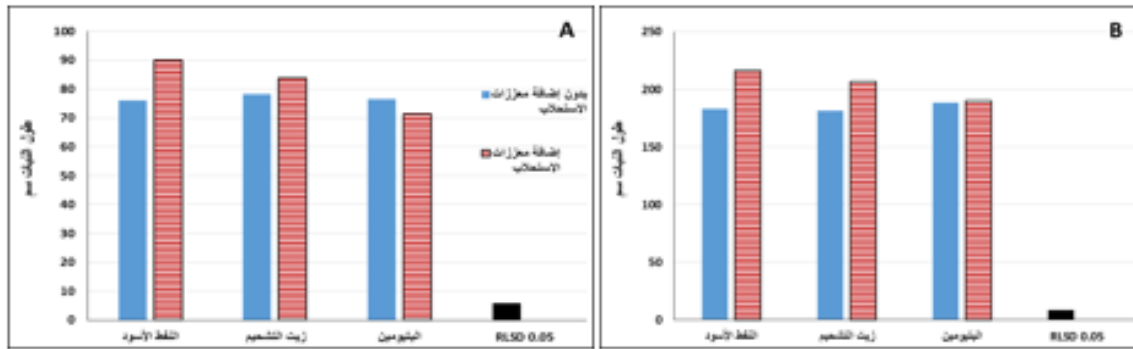 A
100
90
80
70
60
50
40
30
20
10
0
طول النبات سم
بدون إضافة معززات
الاستحلاب
إضافة معززات
الاستحلاب
النفط الأسود
زيت التشحيم
البتيومين
RLSD 0.05
B
250
200
150
100
50
0
طول النبات سم
النفط الأسود
زيت التشحيم
البتيومين
RLSD 0.05